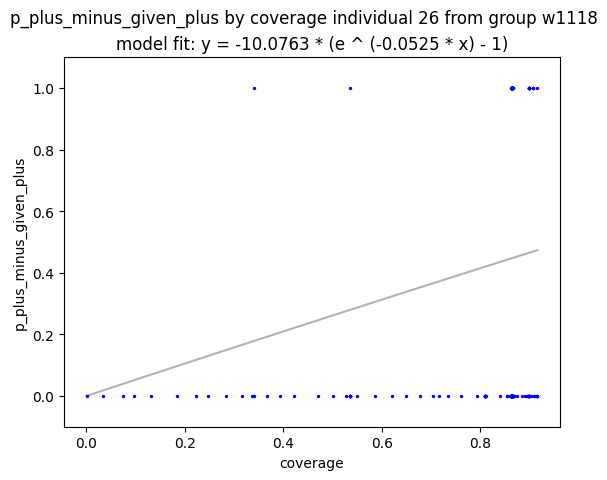 p_plus_minus_given_plus by coverage individual 26 from group w1118
model fit: y = -10.0763 * (e ^ (-0.0525 * x) - 1)
1.0
0.8
0.6
0.4
0.2
0.0
p_plus_minus_given_plus
0.0 0.2 0.4 0.6 0.8
coverage